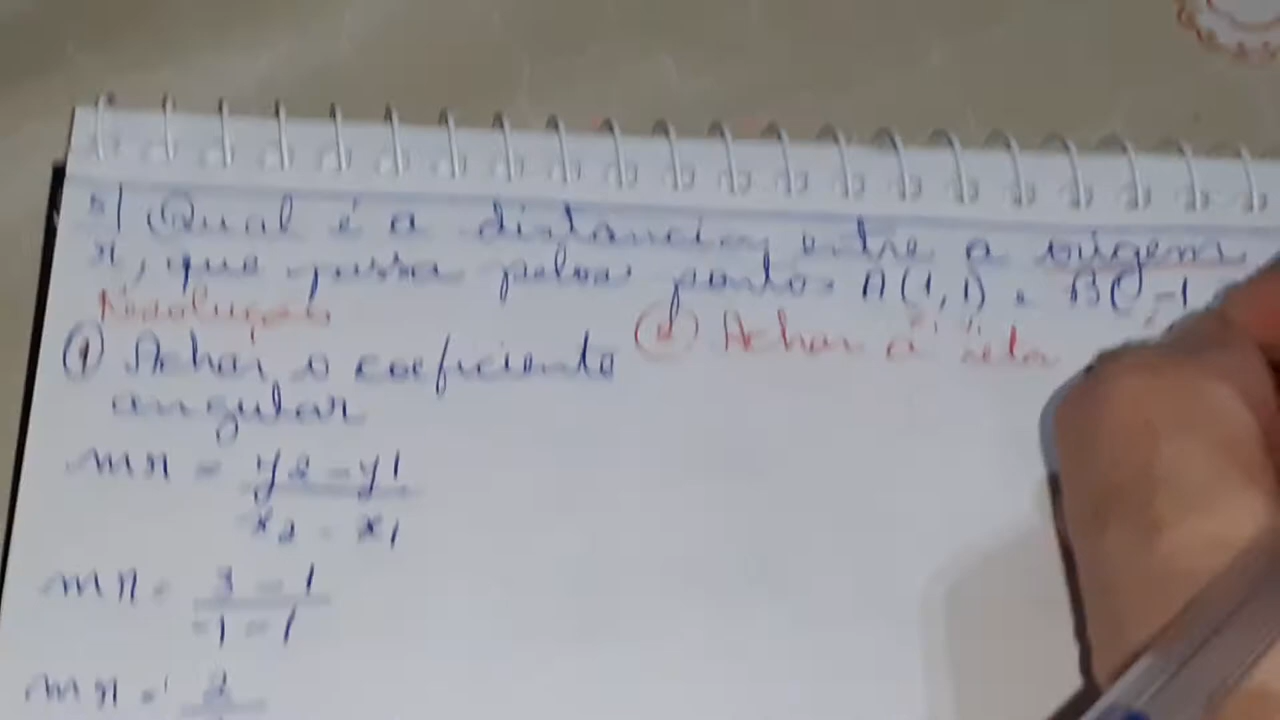 Qual é a distancia entre a origem
r, que passa pelos pontos A(1,1) e B(-1
Resolução
① Achar o coeficiente
angular
② Achar a reta
mr = y2 - y1
x2 - x1
mr = 3 - 1
-1 - 1
mr = 2